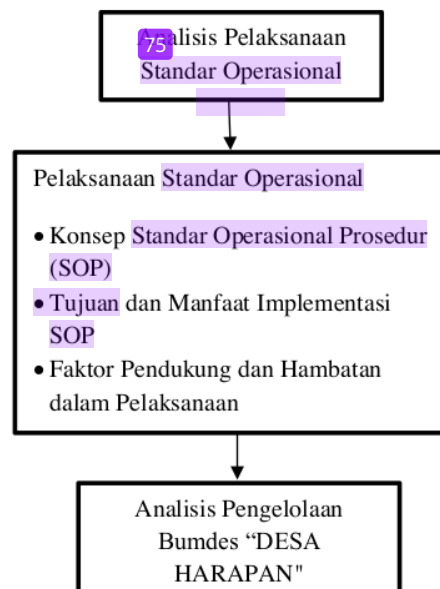 Analisis Pelaksanaan
75
Standar Operasional
Pelaksanaan Standar Operasional
• Konsep Standar Operasional Prosedur
(SOP)
• Tujuan dan Manfaat Implementasi
SOP
• Faktor Pendukung dan Hambatan
dalam Pelaksanaan
Analisis Pengelolaan
Bumdes “DESA
HARAPAN"